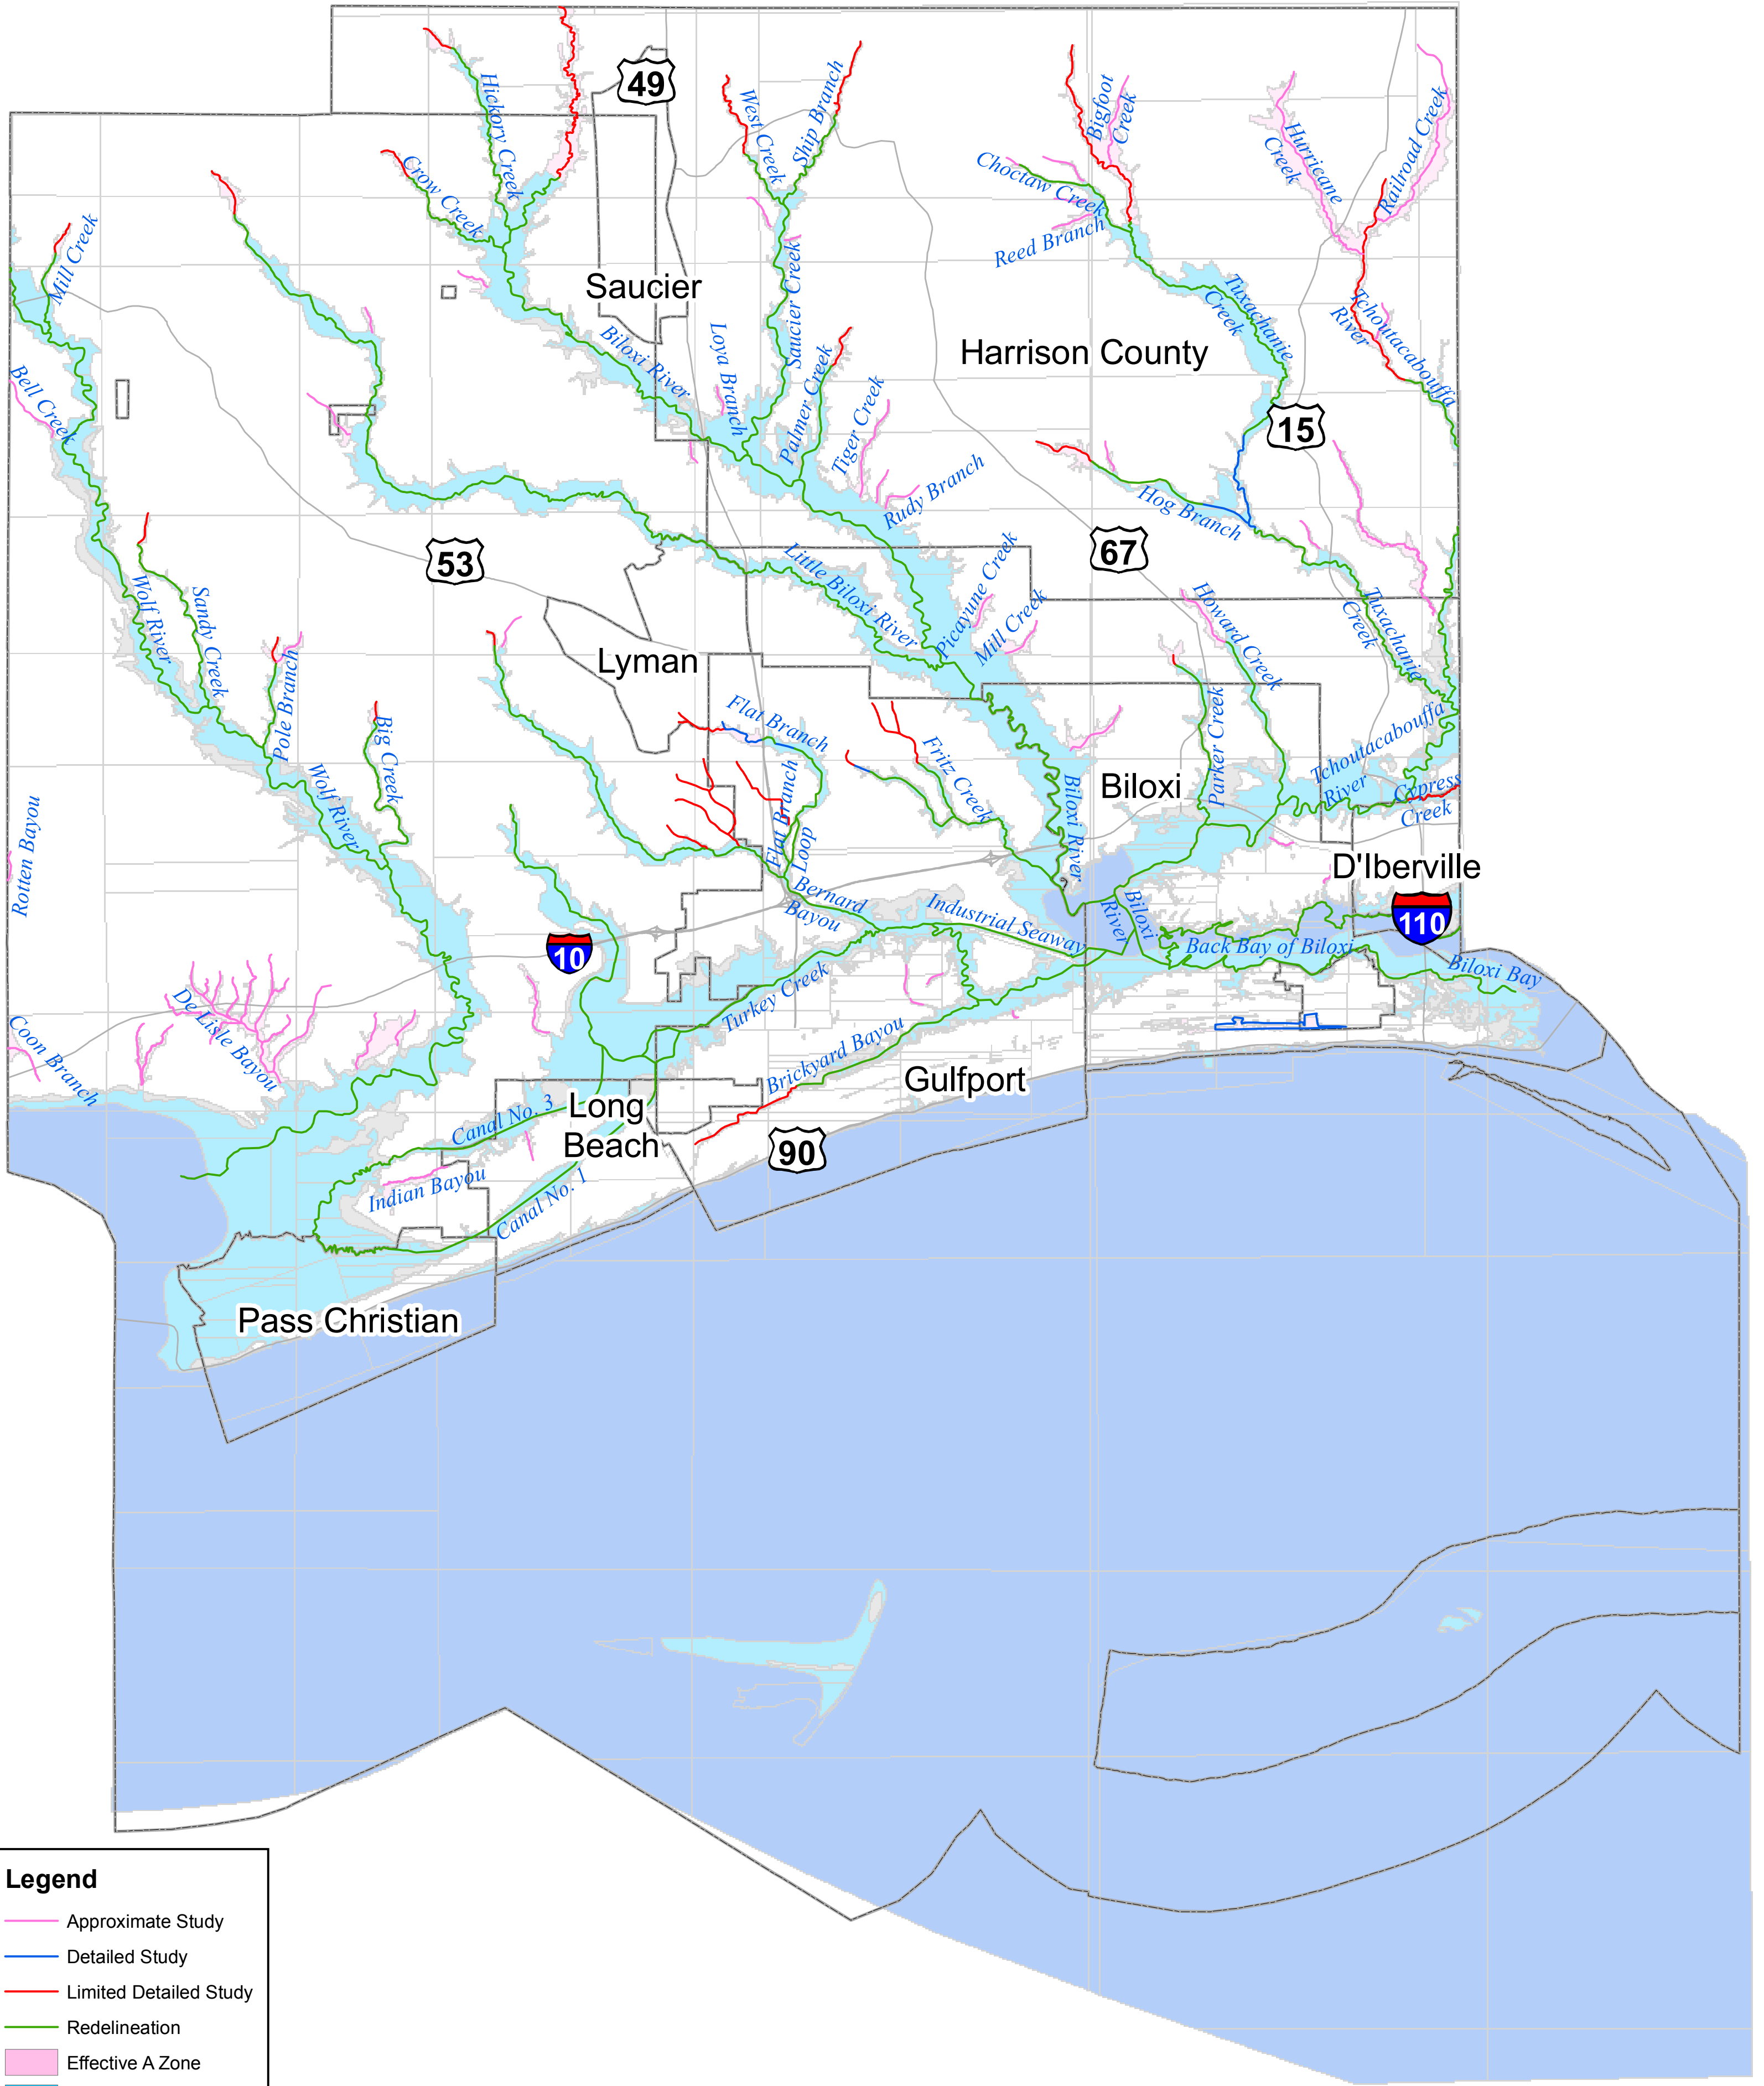 49
Hickory Creek
West
Creek
Ship Branch
Bigfoot
Creek
Hurricane
Creek
Railroad Creek
Crow Creek
Choctaw Creek
Reed Branch
Mill Creek
Saucier
Saucier Creek
Tuxachanie
Creek
Tchoutacabouffa
River
Biloxi River
Loya Branch
Harrison County
Bell Creek
Palmer Creek
Tiger Creek
15
Rudy Branch
Hog Branch
53
67
Wolf River
Sandy Creek
Little Biloxi River
Picayune Creek
Mill Creek
Howard Creek
Tuxachanie
Creek
Lyman
Pole Branch
Big Creek
Flat Branch
Fritz Creek
Parker Creek
Tchoutacabouffa
River
Wolf River
Flat Branch
Loop
Biloxi River
Biloxi
Cypress
Creek
Rotten Bayou
D'Iberville
110
Bernard
Bayou
Industrial Seaway
Biloxi
River
Back Bay of Biloxi
Biloxi Bay
10
De Lisle Bayou
Turkey Creek
Coon Branch
Brickyard Bayou
Gulfport
Canal No. 3
Long
Beach
90
Indian Bayou
Canal No. 1
Pass Christian
Legend
Approximate Study
Detailed Study
Limited Detailed Study
Redelineation
Effective A Zone